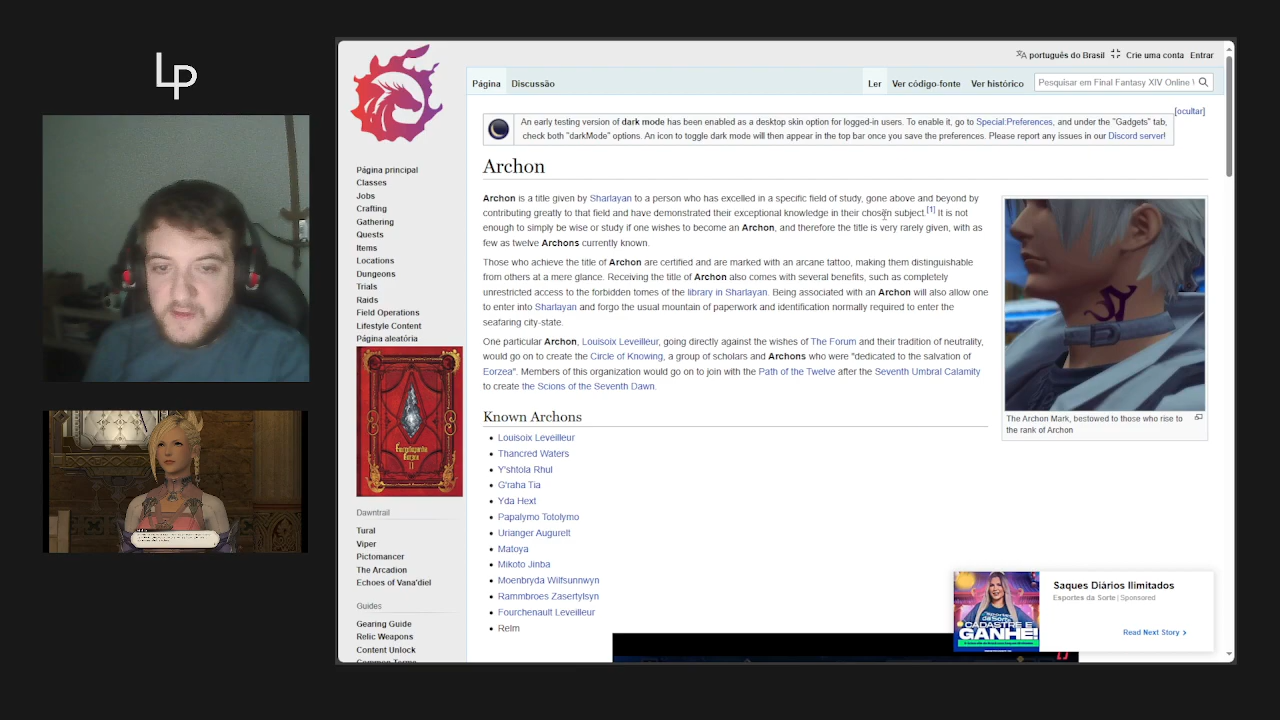 Lp
português do Brasil Crie uma conta Entrar
Página Discussão Ler Ver código-fonte Ver histórico Pesquisar em Final Fantasy XIV Online
[ocultar]
An early testing version of dark mode has been enabled as a desktop skin option for logged-in users. To enable it, go to Special:Preferences, and under the "Gadgets" tab,
check both "darkMode" options. An icon to toggle dark mode will then appear in the top bar once you save the preferences. Please report any issues in our Discord server!
Página principal
Classes
Jobs
Crafting
Gathering
Quests
Items
Locations
Dungeons
Trials
Raids
Field Operations
Lifestyle Content
Página aleatória
Encyclopædia
Eorzea
II
Dawntrail
Tural
Viper
Pictomancer
The Arcadion
Echoes of Vana'diel
Guides
Gearing Guide
Relic Weapons
Content Unlock
Common Terms
Archon
Archon is a title given by Sharlayan to a person who has excelled in a specific field of study, gone above and beyond by
contributing greatly to that field and have demonstrated their exceptional knowledge in their chosen subject.[1] It is not
enough to simply be wise or study if one wishes to become an Archon, and therefore the title is very rarely given, with as
few as twelve Archons currently known.
Those who achieve the title of Archon are certified and are marked with an arcane tattoo, making them distinguishable
from others at a mere glance. Receiving the title of Archon also comes with several benefits, such as completely
unrestricted access to the forbidden tomes of the library in Sharlayan. Being associated with an Archon will also allow one
to enter into Sharlayan and forgo the usual mountain of paperwork and identification normally required to enter the
seafaring city-state.
One particular Archon, Louisoix Leveilleur, going directly against the wishes of The Forum and their tradition of neutrality,
would go on to create the Circle of Knowing, a group of scholars and Archons who were "dedicated to the salvation of
Eorzea". Members of this organization would go on to join with the Path of the Twelve after the Seventh Umbral Calamity
to create the Scions of the Seventh Dawn.
The Archon Mark, bestowed to those who rise to
the rank of Archon
Known Archons
Louisoix Leveilleur
Thancred Waters
Y'shtola Rhul
G'raha Tia
Yda Hext
Papalymo Totolymo
Urianger Augurelt
Matoya
Mikoto Jinba
Moenbryda Wilfsunnwyn
Rammbroes Zasertylsyn
Fourchenault Leveilleur
Relm
CADASTRE E
GANHE!
Saques Diários Ilimitados
Esportes da Sorte | Sponsored
Read Next Story